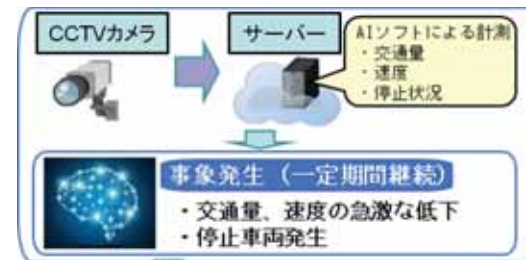 CCTVカメラ
サーバー
AIソフトによる計測
・交通量
・速度
・停止状況
事象発生（一定期間継続）
・交通量、速度の急激な低下
・停止車両発生